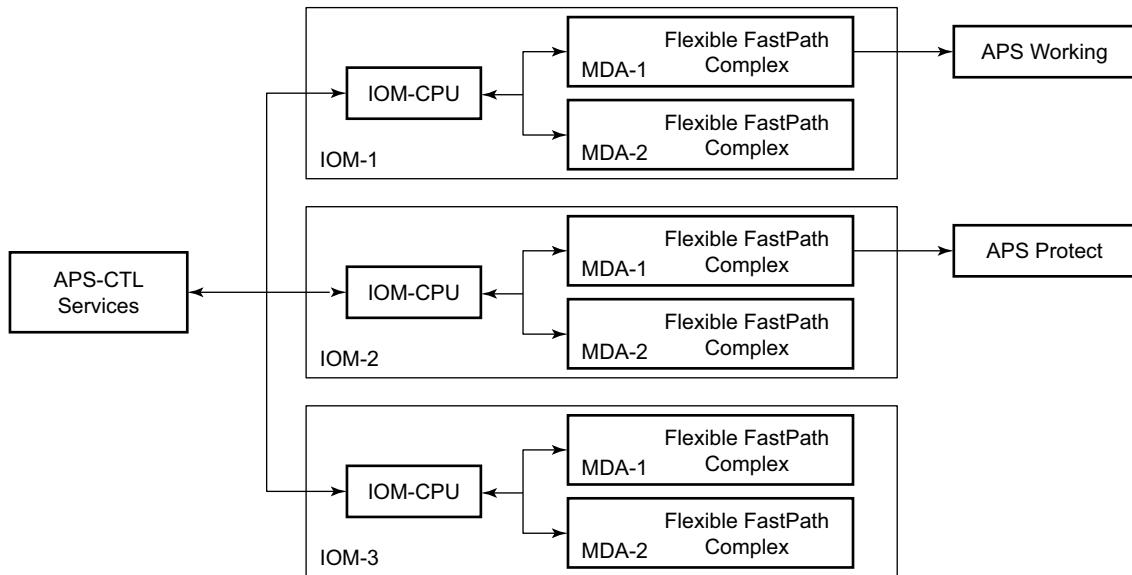 Flexible FastPath
Complex
MDA-1
APS Working
IOM-CPU
Flexible FastPath
Complex
MDA-2
IOM-1
Flexible FastPath
Complex
MDA-1
APS Protect
APS-CTL
Services
IOM-CPU
Flexible FastPath
Complex
MDA-2
IOM-2
Flexible FastPath
Complex
MDA-1
IOM-CPU
Flexible FastPath
Complex
MDA-2
IOM-3